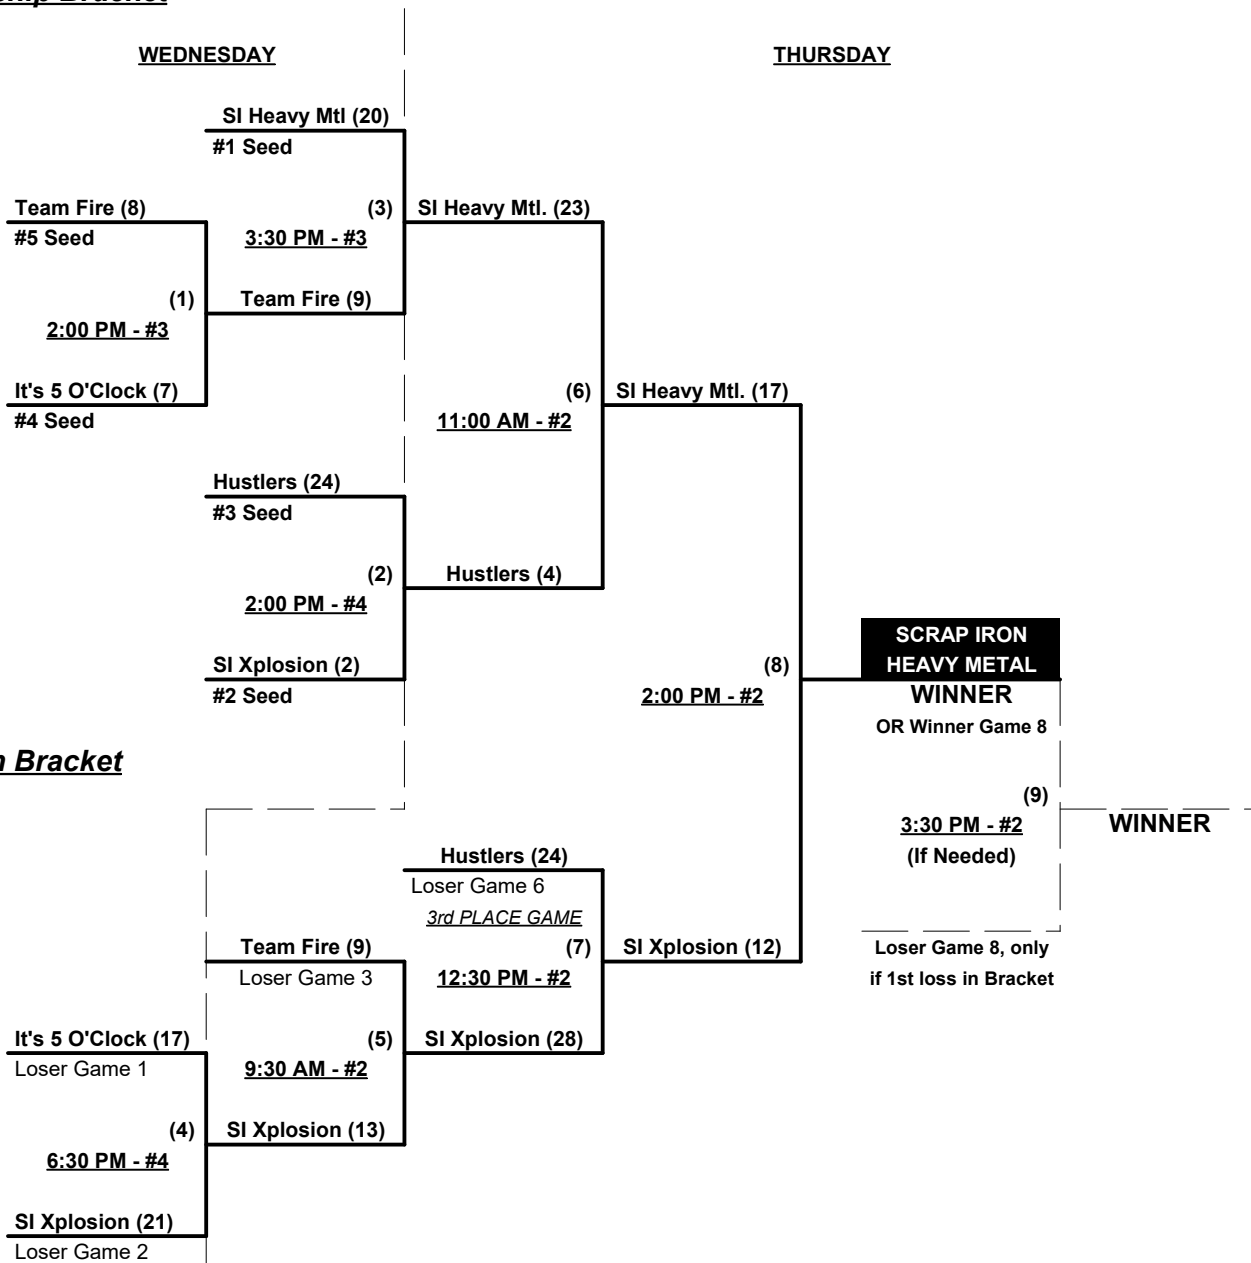 WEDNESDAY
THURSDAY
SI Heavy Mtl (20)
#1 Seed
Team Fire (8)
(3)
SI Heavy Mtl. (23)
#5 Seed
3:30 PM - #3
(1)
Team Fire (9)
2:00 PM - #3
It's 5 O'Clock (7)
(6)
SI Heavy Mtl. (17)
#4 Seed
11:00 AM - #2
Hustlers (24)
#3 Seed
(2)
Hustlers (4)
2:00 PM - #4
SCRAP IRON
HEAVY METAL
SI Xplosion (2)
(8)
#2 Seed
2:00 PM - #2
WINNER
OR Winner Game 8
Bracket
(9)
3:30 PM - #2
WINNER
(If Needed)
Hustlers (24)
Loser Game 6
3rd PLACE GAME
Team Fire (9)
(7)
SI Xplosion (12)
Loser Game 8, only
Loser Game 3
12:30 PM - #2
if 1st loss in Bracket
It's 5 O'Clock (17)
(5)
SI Xplosion (28)
Loser Game 1
9:30 AM - #2
(4)
SI Xplosion (13)
6:30 PM - #4
SI Xplosion (21)
Loser Game 2